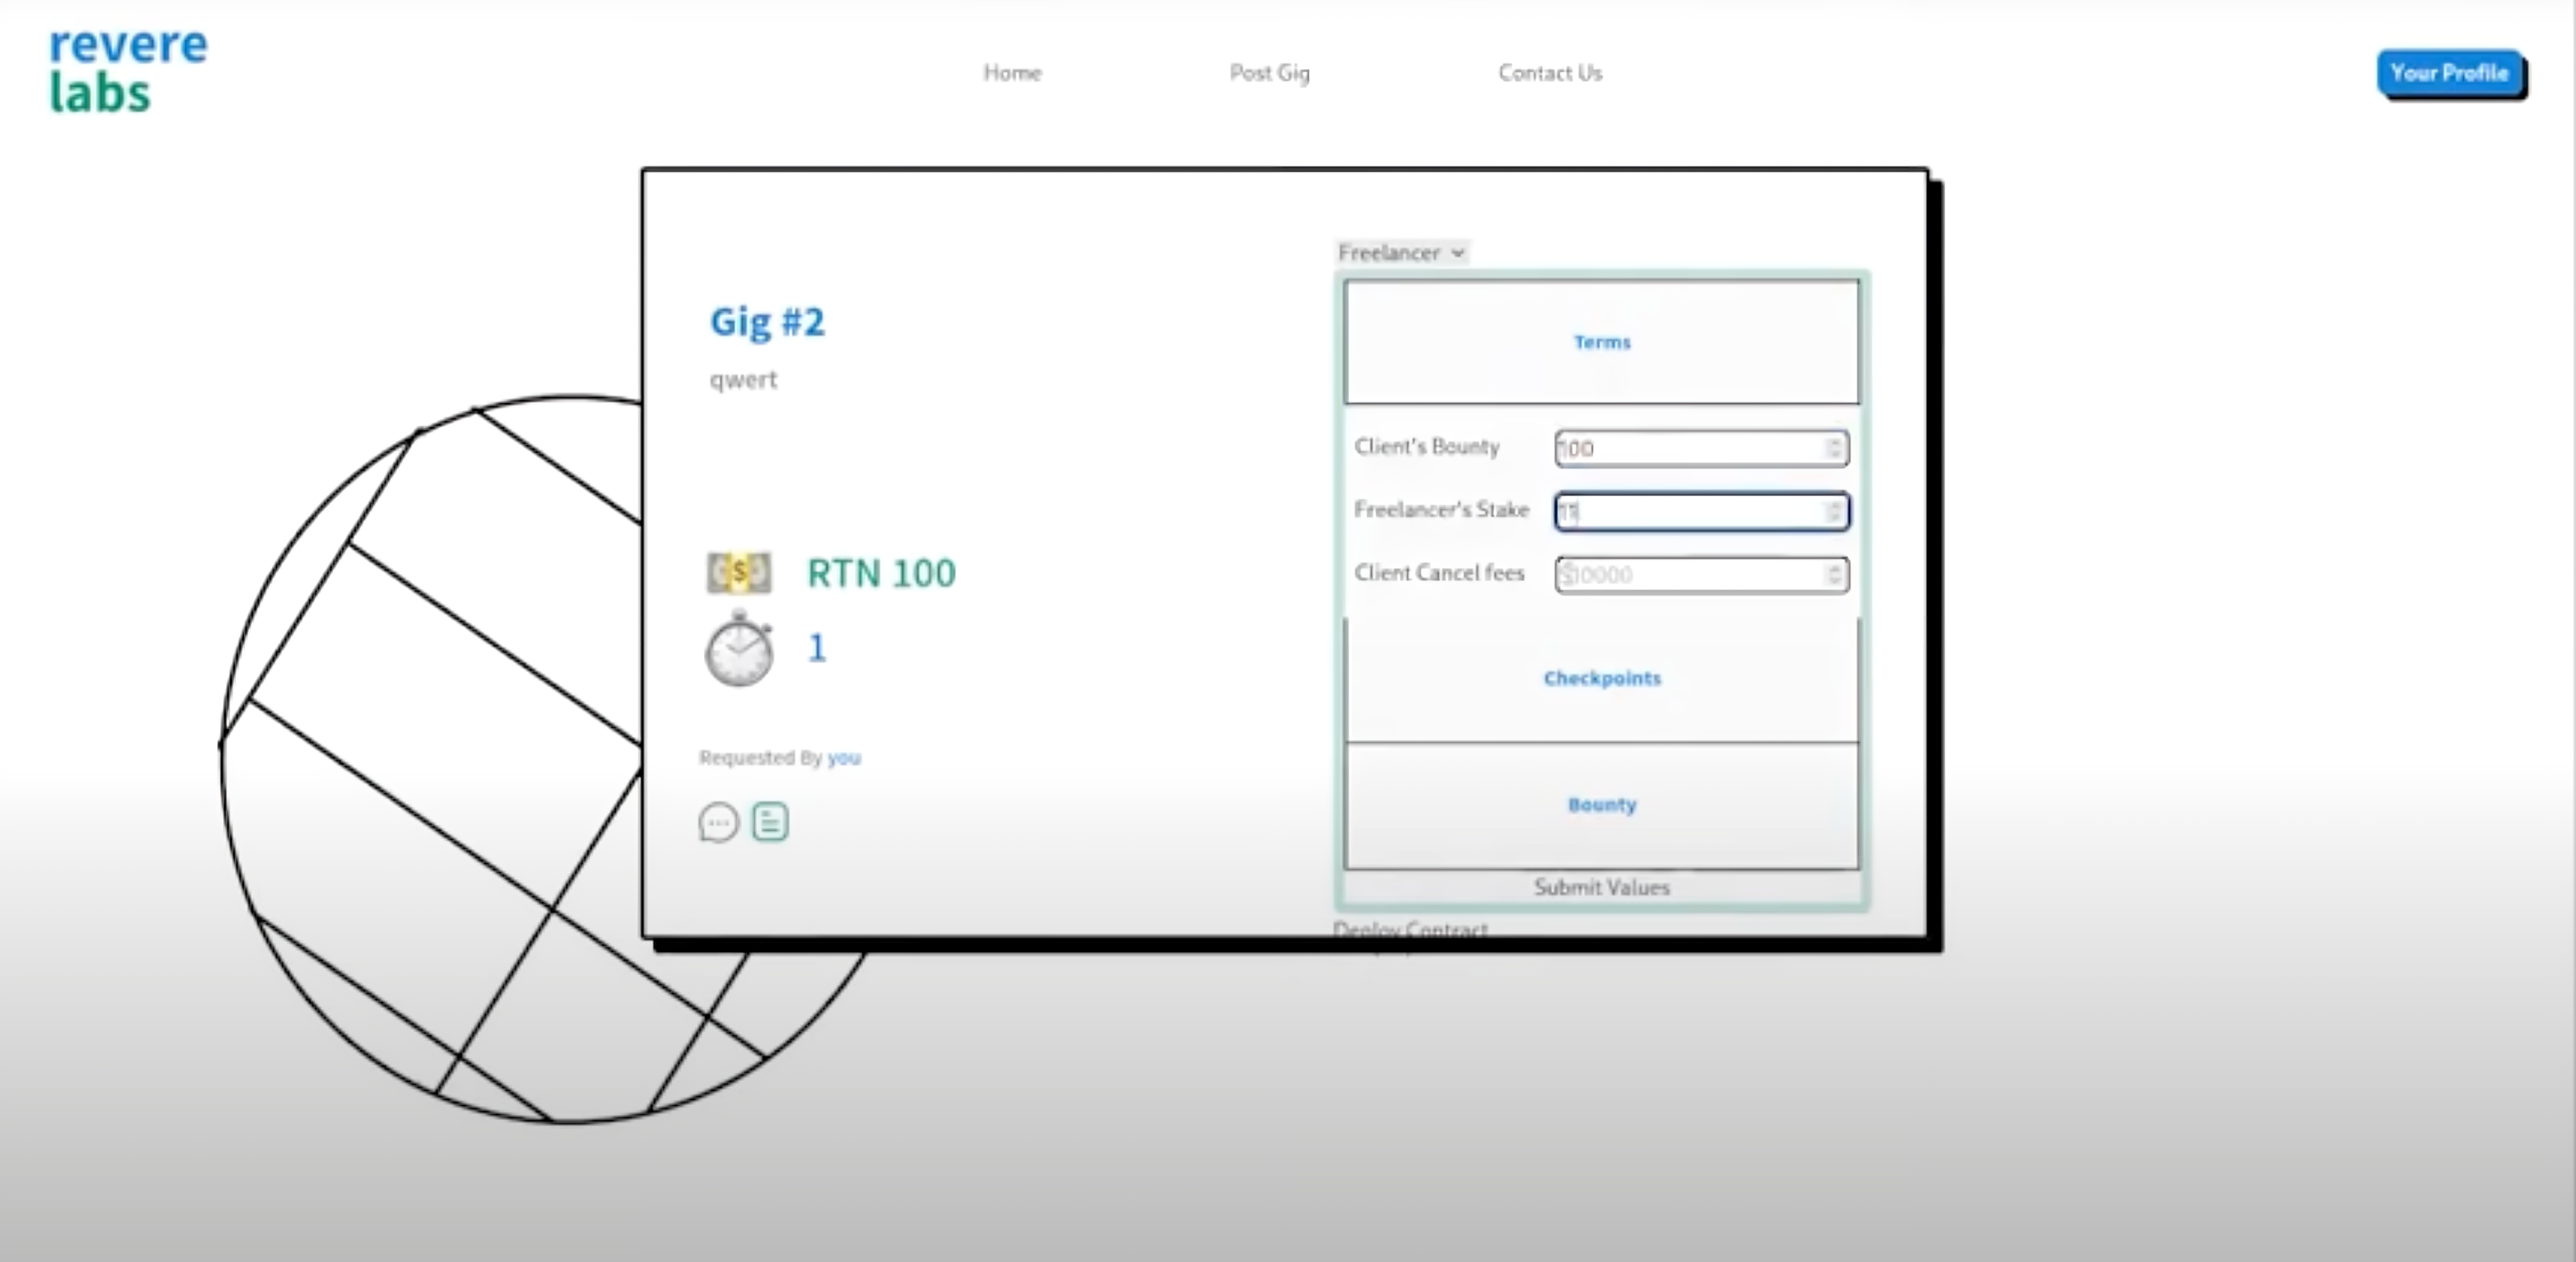 revere
labs
Home
Post Gig
Contact Us
Your Profile
Freelancer
Gig #2
qwert
Terms
Client's Bounty
100
Freelancer's Stake
11
Client Cancel fees
$10000
RTN 100
1
Checkpoints
Requested By you
Bounty
Submit Values
Deploy Contract